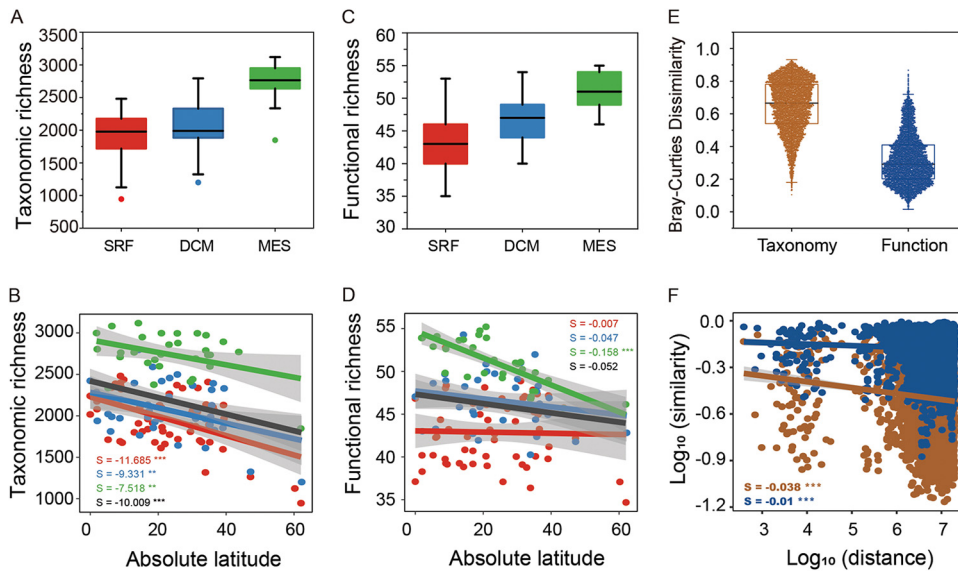 A
Taxonomic richness
3500
3000
2500
2000
1500
1000
500
SRF DCM MES
C
Functional richness
55
50
45
40
35
SRF DCM MES
E
Bray-Curties Dissimilarity
1.0
0.8
0.6
0.4
0.2
0.0
Taxonomy Function
B
Taxonomic richness
3000
2500
2000
1500
1000
S = -11.685 ***
S = -9.331 **
S = -7.518 **
S = -10.009 ***
0 20 40 60
Absolute latitude
D
Functional richness
55
50
45
40
35
S = -0.007
S = -0.047
S = -0.158 ***
S = -0.052
0 20 40 60
Absolute latitude
F
Log₁₀ (similarity)
0.0
-0.3
-0.6
-0.9
-1.2
S = -0.038 ***
S = -0.01 ***
3 4 5 6 7
Log₁₀ (distance)